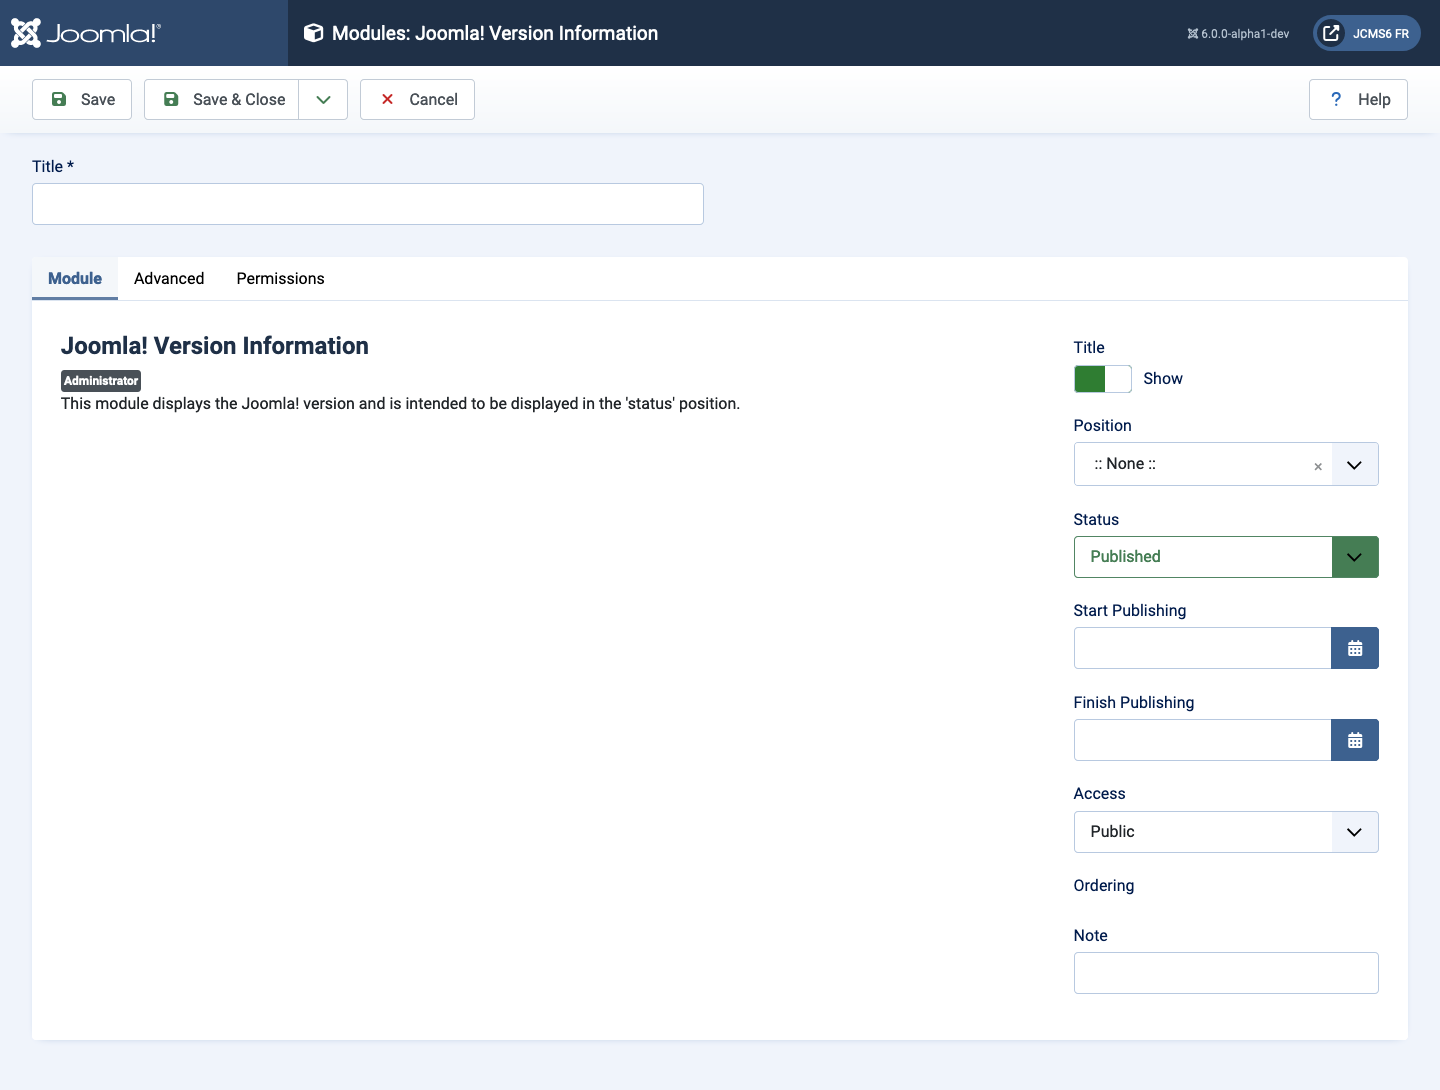 Joomla!®
Modules: Joomla! Version Information
6.0.0-alpha1-dev
JCMS6 FR
Save
Save & Close
Cancel
? Help
Title *
Module
Advanced
Permissions
Joomla! Version Information
Administrator
This module displays the Joomla! version and is intended to be displayed in the 'status' position.
Title
Show
Position
:: None ::
×
Status
Published
Start Publishing
Finish Publishing
Access
Public
Ordering
Note